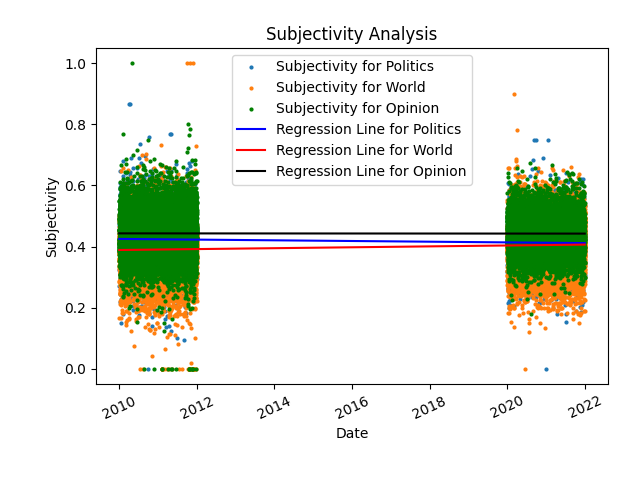 Subjectivity Analysis
Subjectivity for Politics
Subjectivity for World
Subjectivity for Opinion
Regression Line for Politics
Regression Line for World
Regression Line for Opinion
Subjectivity
1.0
0.8
0.6
0.4
0.2
0.0
2010 2012 2014 2016 2018 2020 2022
Date